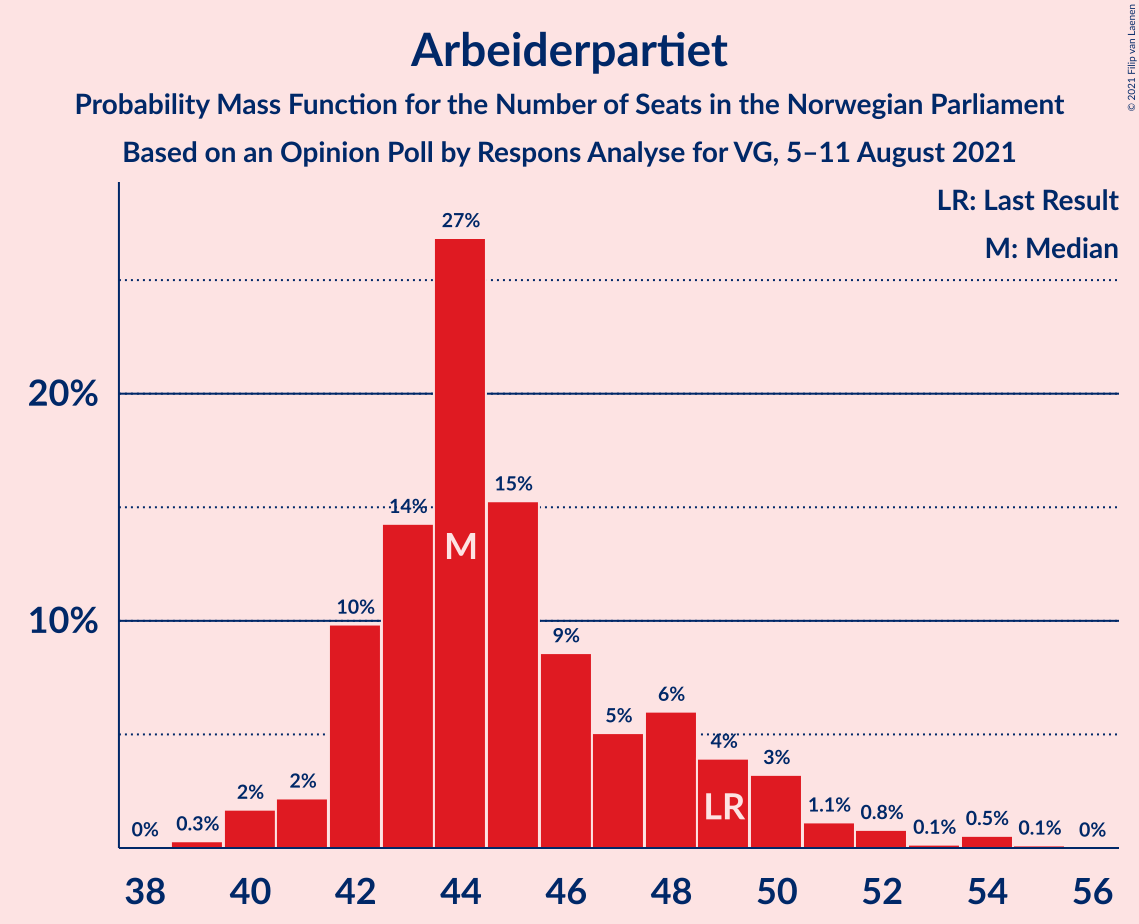 Arbeiderpartiet
Probability Mass Function for the Number of Seats in the Norwegian Parliament
Based on an Opinion Poll by Respons Analyse for VG, 5–11 August 2021
© 2021 Filip van Laenen
LR: Last Result
M: Median
20%
10%
0%
0.3%
2%
2%
10%
14%
27%
15%
9%
5%
6%
4%
3%
1.1%
0.8%
0.1%
0.5%
0.1%
0%
M
LR
38 40 42 44 46 48 50 52 54 56